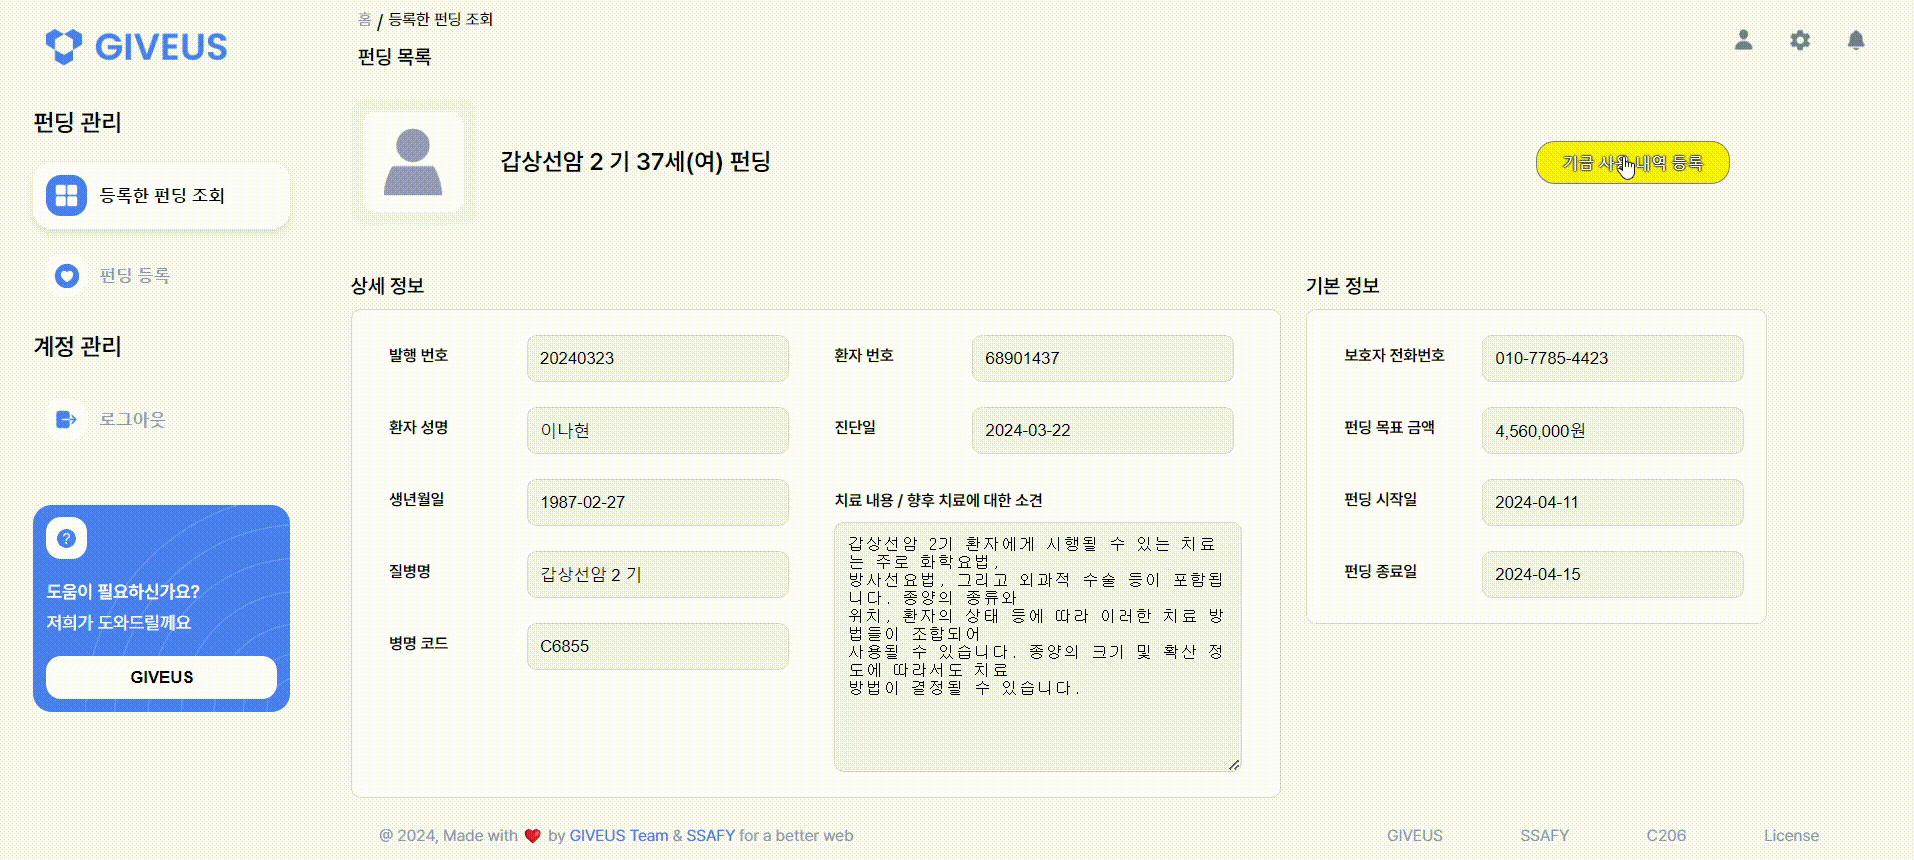 GIVEUS
홈 / 등록한 펀딩 조회
펀딩 목록
펀딩 관리
등록한 펀딩 조회
펀딩 등록
계정 관리
로그아웃
도움이 필요하신가요?
저희가 도와드릴께요
GIVEUS
갑상선암 2 기 37세(여) 펀딩
기금 사용 내역 등록
상세 정보
발행 번호
20240323
환자 번호
68901437
환자 성명
이나현
진단일
2024-03-22
생년월일
1987-02-27
질병명
갑상선암 2 기
병명 코드
C6855
치료 내용 / 향후 치료에 대한 소견
갑상선암 2기 환자에게 시행될 수 있는 치료
는 주로 화학요법,
방사선요법, 그리고 외과적 수술 등이 포함됩
니다. 종양의 종류와
위치, 환자의 상태 등에 따라 이러한 치료 방
법들이 조합되어
사용될 수 있습니다. 종양의 크기 및 확산 정
도에 따라서도 치료
방법이 결정될 수 있습니다.
기본 정보
보호자 전화번호
010-7785-4423
펀딩 목표 금액
4,560,000원
펀딩 시작일
2024-04-11
펀딩 종료일
2024-04-15
@ 2024, Made with ❤️ by GIVEUS Team & SSAFY for a better web
GIVEUS
SSAFY
C206
License